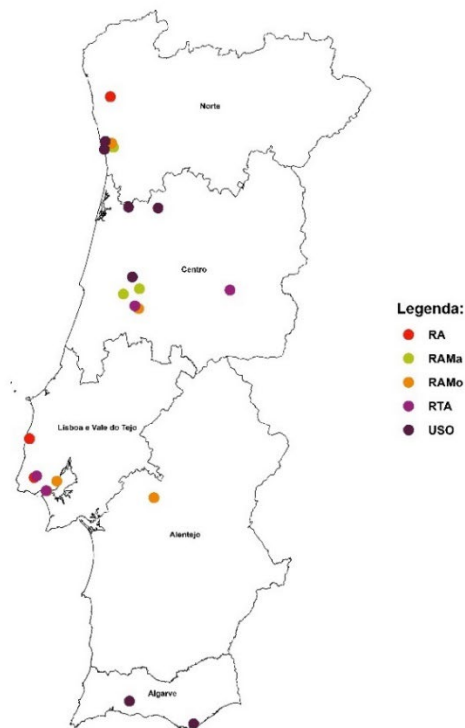 Norte
Centro
Legenda:
RA
RAMa
RAMo
RTA
USO
Lisboa e Vale do Tejo
Alentejo
Algarve